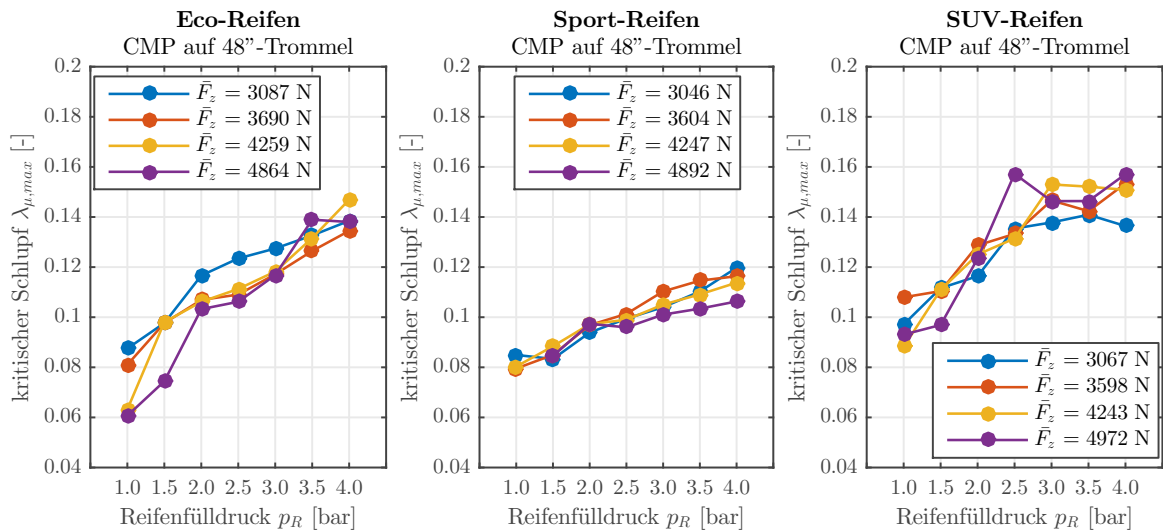 Eco-Reifen
CMP auf 48”-Trommel
kritischer Schlupf λμ,max [-]
0.2
0.18
0.16
0.14
0.12
0.1
0.08
0.06
0.04
F̄z = 3087 N
F̄z = 3690 N
F̄z = 4259 N
F̄z = 4864 N
1.0 1.5 2.0 2.5 3.0 3.5 4.0
Reifenfülldruck pR [bar]
Sport-Reifen
CMP auf 48”-Trommel
kritischer Schlupf λμ,max [-]
0.2
0.18
0.16
0.14
0.12
0.1
0.08
0.06
0.04
F̄z = 3046 N
F̄z = 3604 N
F̄z = 4247 N
F̄z = 4892 N
1.0 1.5 2.0 2.5 3.0 3.5 4.0
Reifenfülldruck pR [bar]
SUV-Reifen
CMP auf 48”-Trommel
kritischer Schlupf λμ,max [-]
0.2
0.18
0.16
0.14
0.12
0.1
0.08
0.06
0.04
F̄z = 3067 N
F̄z = 3598 N
F̄z = 4243 N
F̄z = 4972 N
1.0 1.5 2.0 2.5 3.0 3.5 4.0
Reifenfülldruck pR [bar]